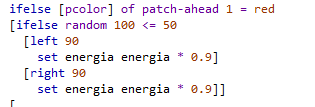 ifelse [pcolor] of patch-ahead 1 = red
[ifelse random 100 <= 50
[left 90
set energia energia * 0.9]
[right 90
set energia energia * 0.9]]
[